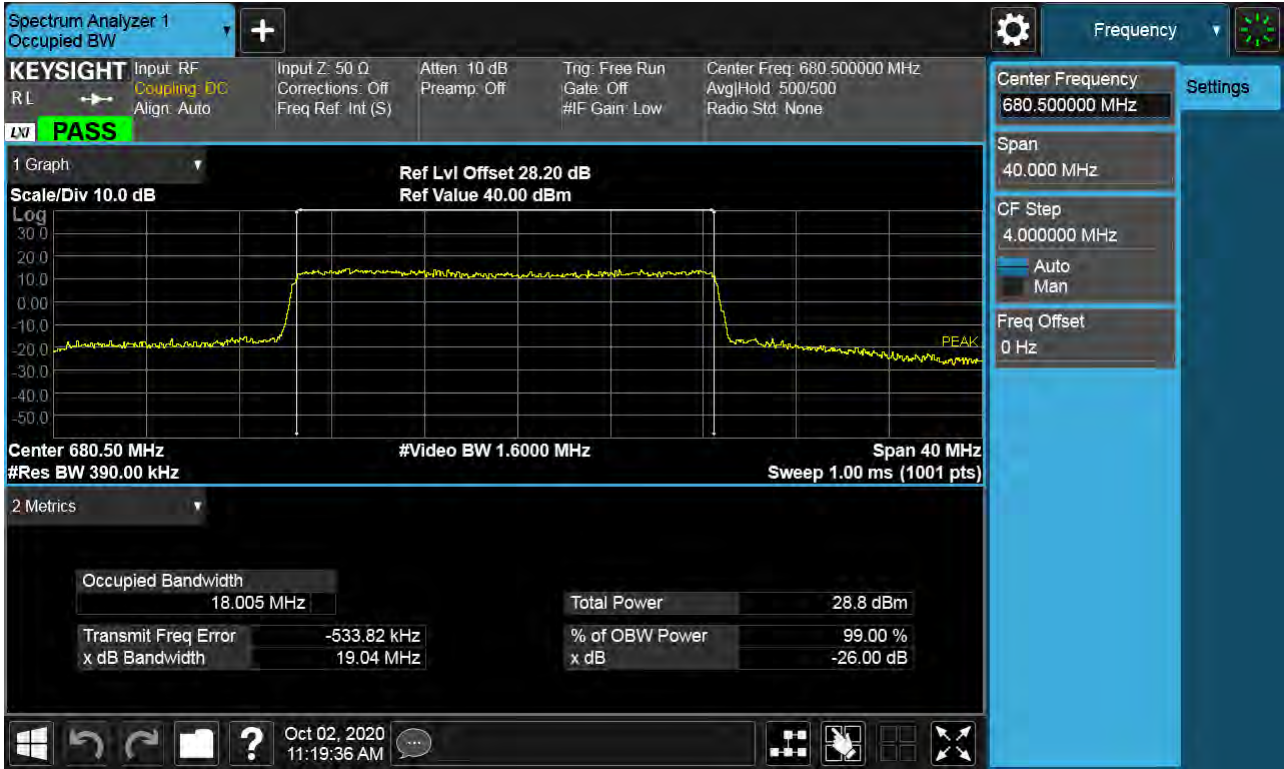 Spectrum Analyzer 1
Occupied BW
+
Frequency
KEYSIGHT
R L
LXI
PASS
Input: RF
Coupling: DC
Align: Auto
Input Z: 50 Ω
Corrections: Off
Freq Ref: Int (S)
Atten: 10 dB
Preamp: Off
Trig: Free Run
Gate: Off
#IF Gain: Low
Center Freq: 680.500000 MHz
Avg|Hold: 500/500
Radio Std: None
1 Graph
Scale/Div 10.0 dB
Ref Lvl Offset 28.20 dB
Ref Value 40.00 dBm
Log
30.0
20.0
10.0
0.00
-10.0
-20.0
-30.0
-40.0
-50.0
PEAK
Center 680.50 MHz
#Video BW 1.6000 MHz
Span 40 MHz
#Res BW 390.00 kHz
Sweep 1.00 ms (1001 pts)
2 Metrics
Occupied Bandwidth
18.005 MHz
Total Power 28.8 dBm
Transmit Freq Error -533.82 kHz
% of OBW Power 99.00 %
x dB Bandwidth 19.04 MHz
x dB -26.00 dB
?
Oct 02, 2020
11:19:36 AM
Center Frequency
680.500000 MHz
Settings
Span
40.000 MHz
CF Step
4.000000 MHz
Auto
Man
Freq Offset
0 Hz